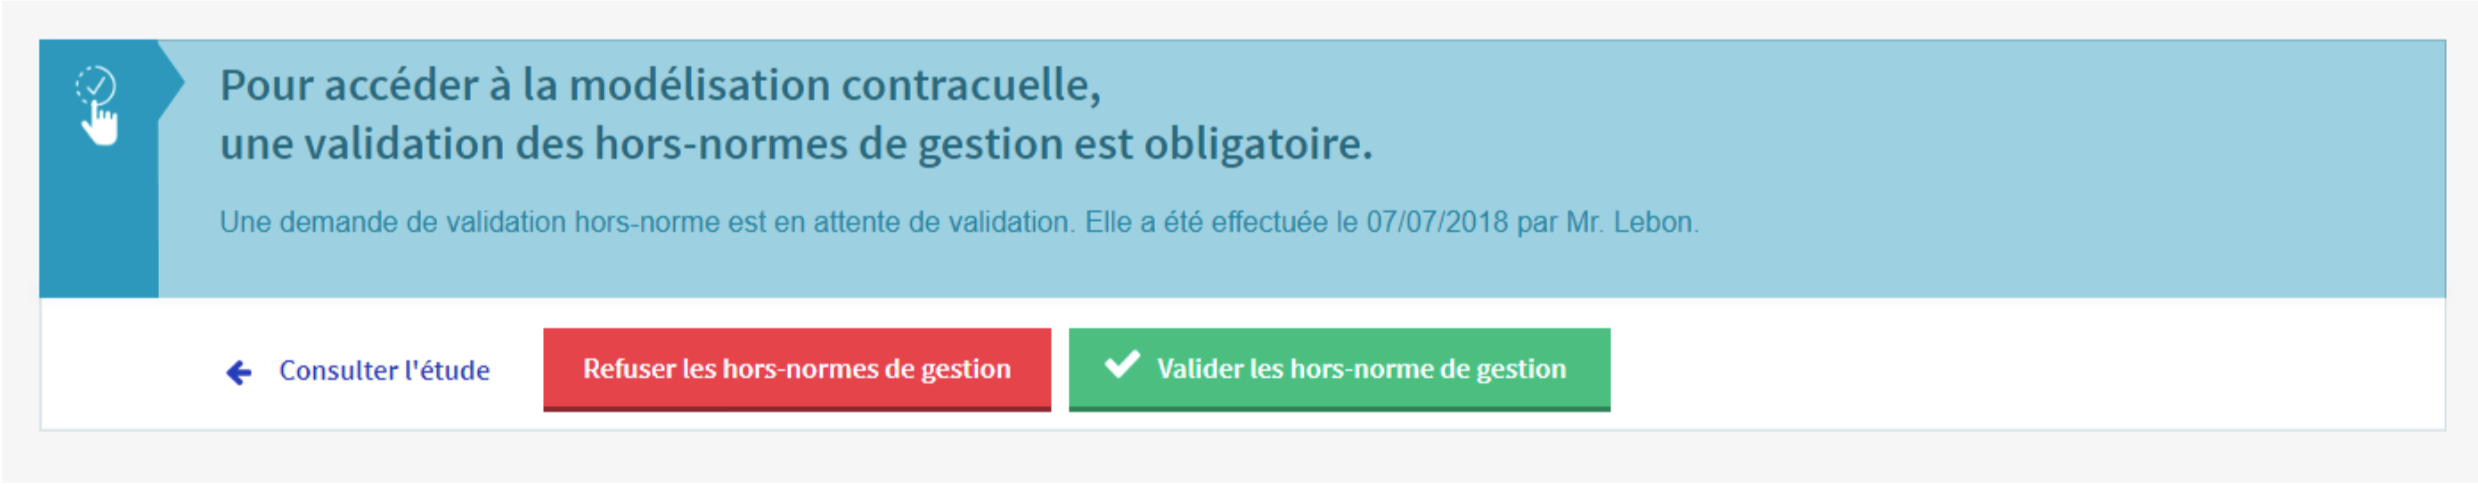 Pour accéder à la modélisation contracuelle,
une validation des hors-normes de gestion est obligatoire.
Une demande de validation hors-norme est en attente de validation. Elle a été effectuée le 07/07/2018 par Mr. Lebon.
Consulter l'étude
Refuser les hors-normes de gestion
Valider les hors-norme de gestion